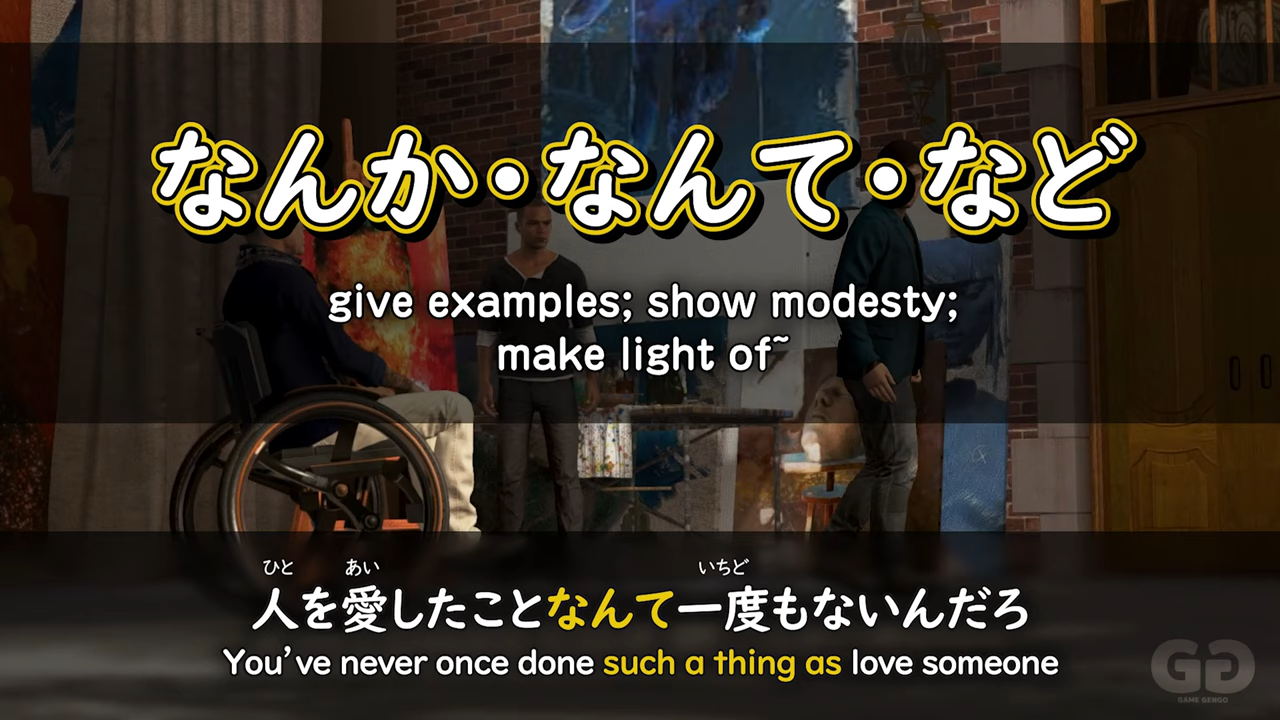 なんか・なんて・など
give examples; show modesty;
make light of~
ひと あい いちど
人を愛したことなんて一度もないんだろ
You've never once done such a thing as love someone
GG
GAME GENGO